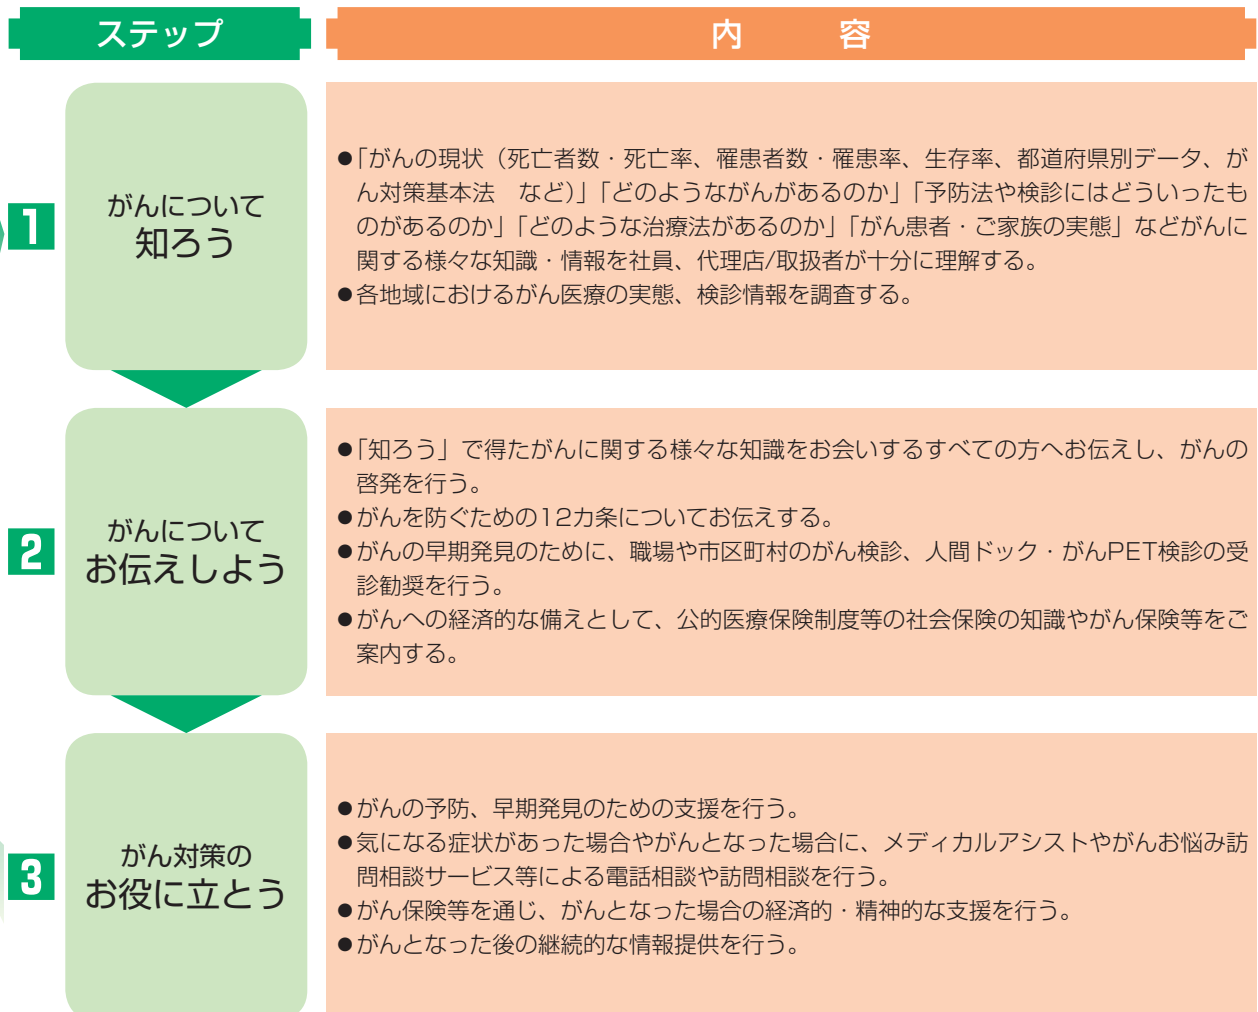 ステップ
内　　容
1
がんについて
知ろう
●「がんの現状（死亡者数・死亡率、罹患者数・罹患率、生存率、都道府県別データ、が
ん対策基本法　など）」「どのようながんがあるのか」「予防法や検診にはどういったも
のがあるのか」「どのような治療法があるのか」「がん患者・ご家族の実態」などがんに
関する様々な知識・情報を社員、代理店/取扱者が十分に理解する。
●各地域におけるがん医療の実態、検診情報を調査する。
2
がんについて
お伝えしよう
●「知ろう」で得たがんに関する様々な知識をお会いするすべての方へお伝えし、がんの
啓発を行う。
●がんを防ぐための12カ条についてお伝えする。
●がんの早期発見のために、職場や市区町村のがん検診、人間ドック・がんPET検診の受
診勧奨を行う。
●がんへの経済的な備えとして、公的医療保険制度等の社会保険の知識やがん保険等をご
案内する。
3
がん対策の
お役に立とう
●がんの予防、早期発見のための支援を行う。
●気になる症状があった場合やがんとなった場合に、メディカルアシストやがんお悩み訪
問相談サービス等による電話相談や訪問相談を行う。
●がん保険等を通じ、がんとなった場合の経済的・精神的な支援を行う。
●がんとなった後の継続的な情報提供を行う。